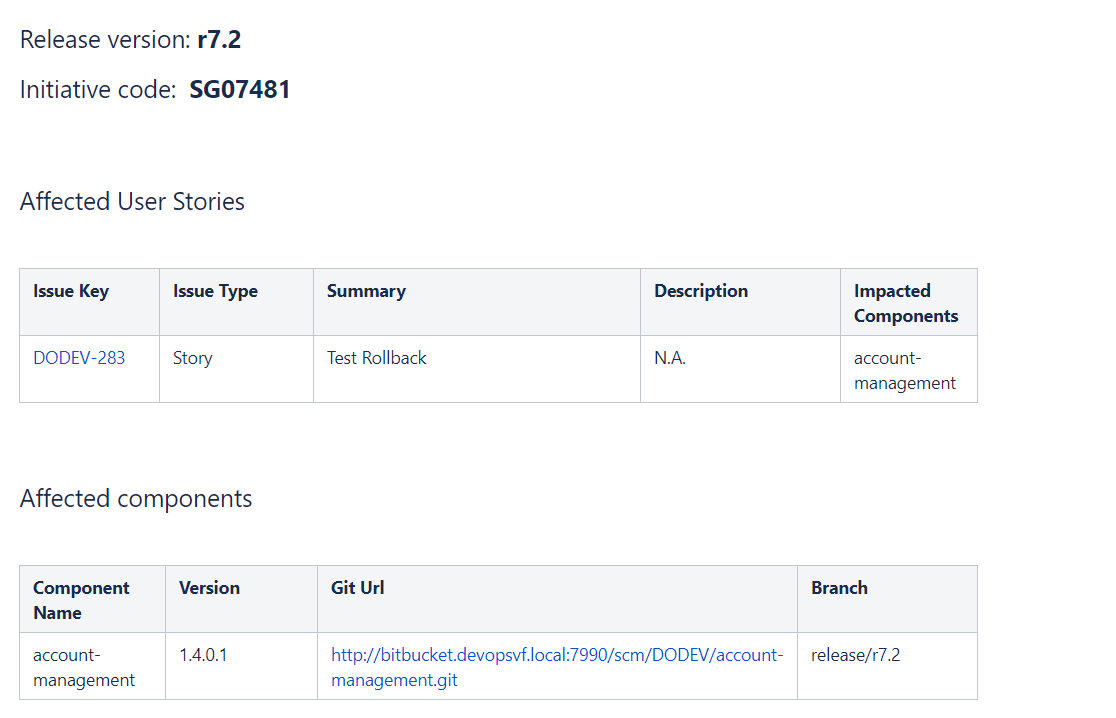 Release version: r7.2
Initiative code: SG07481
Affected User Stories
Issue Key Issue Type Summary Description Impacted
Components
DODEV-283 Story Test Rollback N.A. account-
management
Affected components
Component Version Git Url Branch
Name
account- 1.4.0.1 http://bitbucket.devopsvf.local:7990/scm/DODEV/account- release/r7.2
management management.git